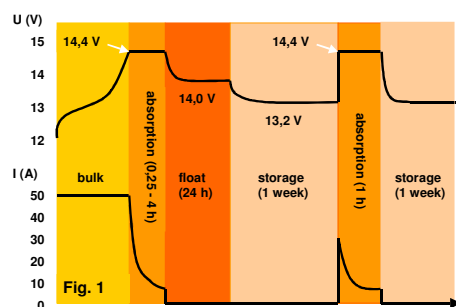 U (V)
15
14,4 V
14,4 V
14
14,0 V
13
13,2 V
12
absorption (0,25 - 4 h)
absorption (1 h)
I (A)
bulk
float
(24 h)
storage
(1 week)
storage
(1 week)
50
40
30
20
10
0
Fig. 1